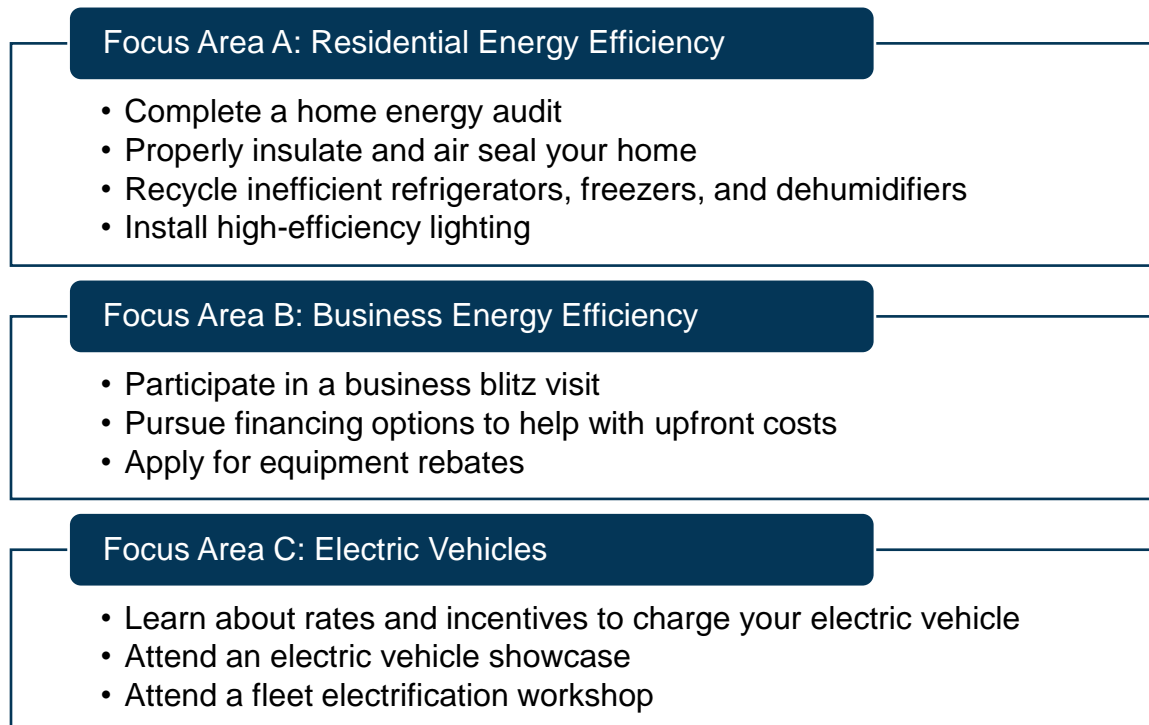 Focus Area A: Residential Energy Efficiency
• Complete a home energy audit
• Properly insulate and air seal your home
• Recycle inefficient refrigerators, freezers, and dehumidifiers
• Install high-efficiency lighting
Focus Area B: Business Energy Efficiency
• Participate in a business blitz visit
• Pursue financing options to help with upfront costs
• Apply for equipment rebates
Focus Area C: Electric Vehicles
• Learn about rates and incentives to charge your electric vehicle
• Attend an electric vehicle showcase
• Attend a fleet electrification workshop